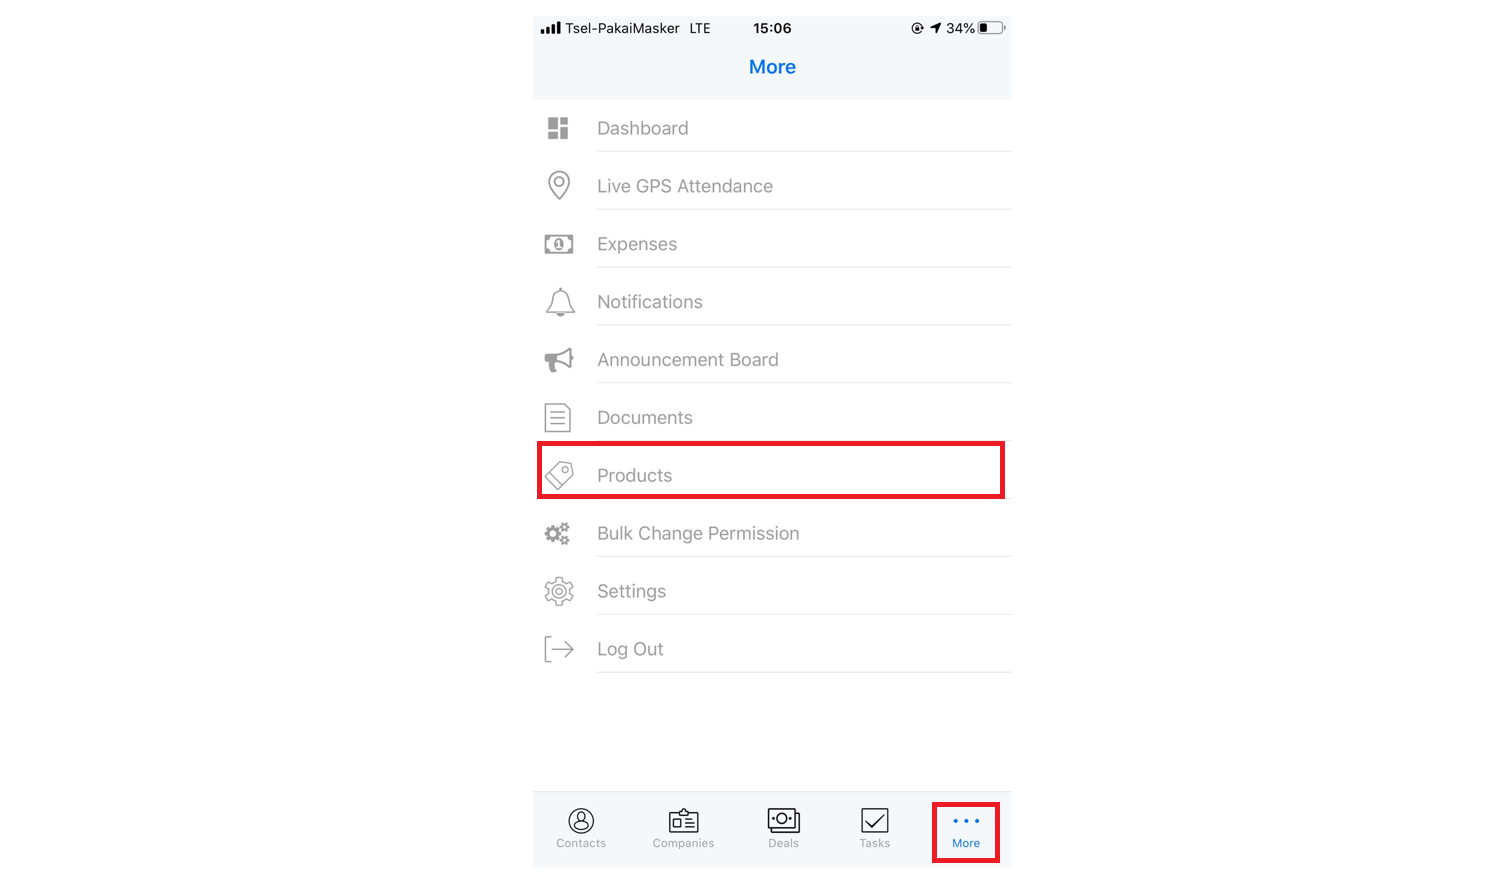 Tsel-PakaiMasker LTE 15:06 34%
More
Dashboard
Live GPS Attendance
Expenses
Notifications
Announcement Board
Documents
Products
Bulk Change Permission
Settings
Log Out
Contacts Companies Deals Tasks More